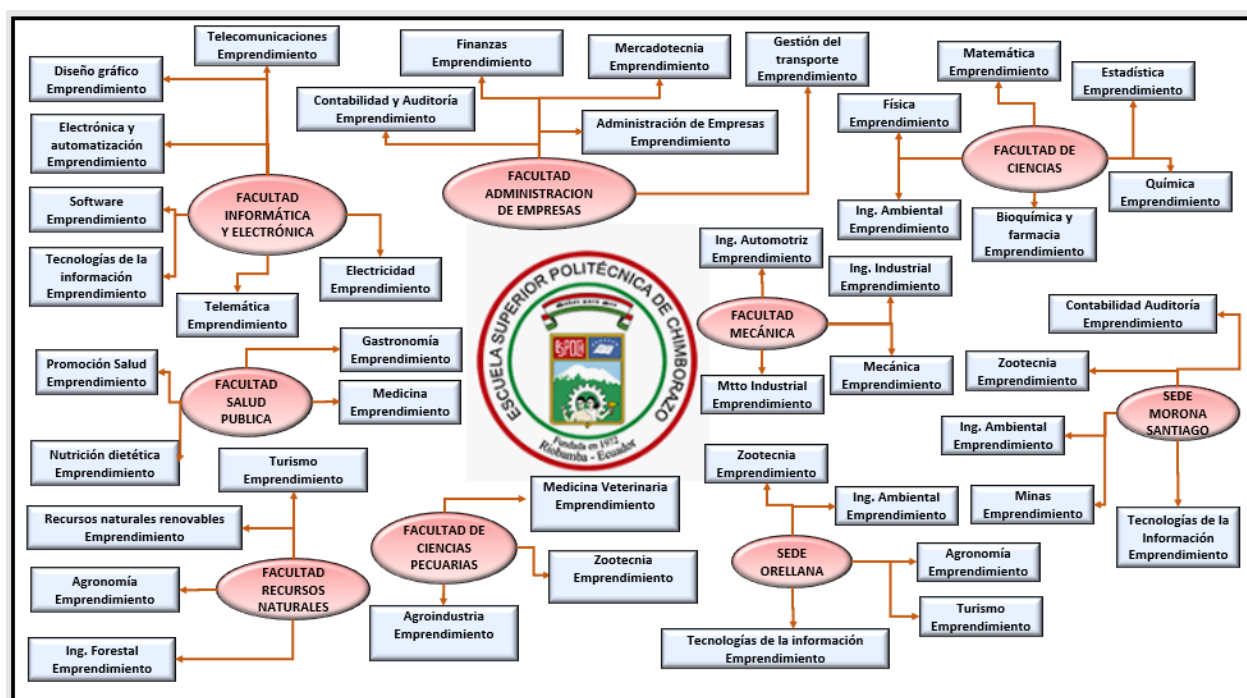 Telecomunicaciones
Emprendimiento
Diseño gráfico
Emprendimiento
Electrónica y
automatización
Emprendimiento
Software
Emprendimiento
Tecnologías de la
información
Emprendimiento
FACULTAD
INFORMÁTICA
Y ELECTRÓNICA
Telemática
Emprendimiento
Electricidad
Emprendimiento
Finanzas
Emprendimiento
Mercadotecnia
Emprendimiento
Gestión del
transporte
Emprendimiento
Contabilidad y Auditoría
Emprendimiento
Administración de Empresas
Emprendimiento
FACULTAD
ADMINISTRACION
DE EMPRESAS
Matemática
Emprendimiento
Estadística
Emprendimiento
Física
Emprendimiento
FACULTAD DE
CIENCIAS
Química
Emprendimiento
Ing. Ambiental
Emprendimiento
Bioquímica y
farmacia
Emprendimiento
ESCUELA SUPERIOR POLITÉCNICA DE CHIMBORAZO
ESPOCH
Fundada en 1972
Riobamba - Ecuador
Ing. Automotriz
Emprendimiento
Ing. Industrial
Emprendimiento
FACULTAD
MECÁNICA
Mtto Industrial
Emprendimiento
Mecánica
Emprendimiento
Contabilidad Auditoría
Emprendimiento
Zootecnia
Emprendimiento
SEDE
MORONA
SANTIAGO
Ing. Ambiental
Emprendimiento
Minas
Emprendimiento
Tecnologías de la
Información
Emprendimiento
Gastronomía
Emprendimiento
Promoción Salud
Emprendimiento
FACULTAD
SALUD
PUBLICA
Medicina
Emprendimiento
Nutrición dietética
Emprendimiento
Turismo
Emprendimiento
Recursos naturales renovables
Emprendimiento
Agronomía
Emprendimiento
FACULTAD
RECURSOS
NATURALES
Ing. Forestal
Emprendimiento
Medicina Veterinaria
Emprendimiento
FACULTAD DE
CIENCIAS
PECUARIAS
Zootecnia
Emprendimiento
Agroindustria
Emprendimiento
Zootecnia
Emprendimiento
Ing. Ambiental
Emprendimiento
SEDE
ORELLANA
Agronomía
Emprendimiento
Turismo
Emprendimiento
Tecnologías de la información
Emprendimiento